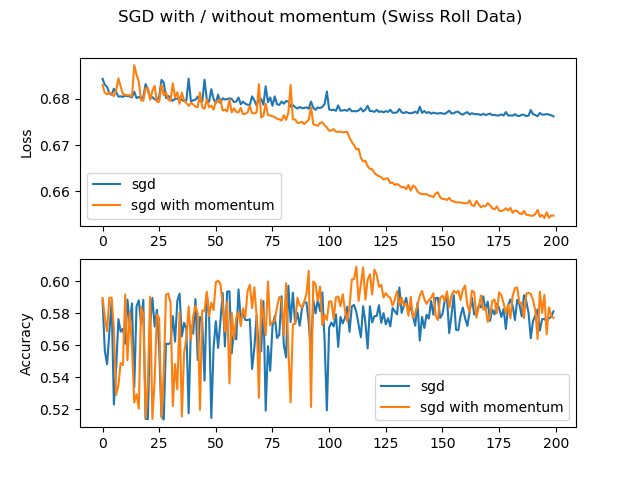 SGD with / without momentum (Swiss Roll Data)
0.68
0.67
0.66
Loss
sgd
sgd with momentum
0 25 50 75 100 125 150 175 200
0.60
0.58
0.56
0.54
0.52
Accuracy
sgd
sgd with momentum
0 25 50 75 100 125 150 175 200